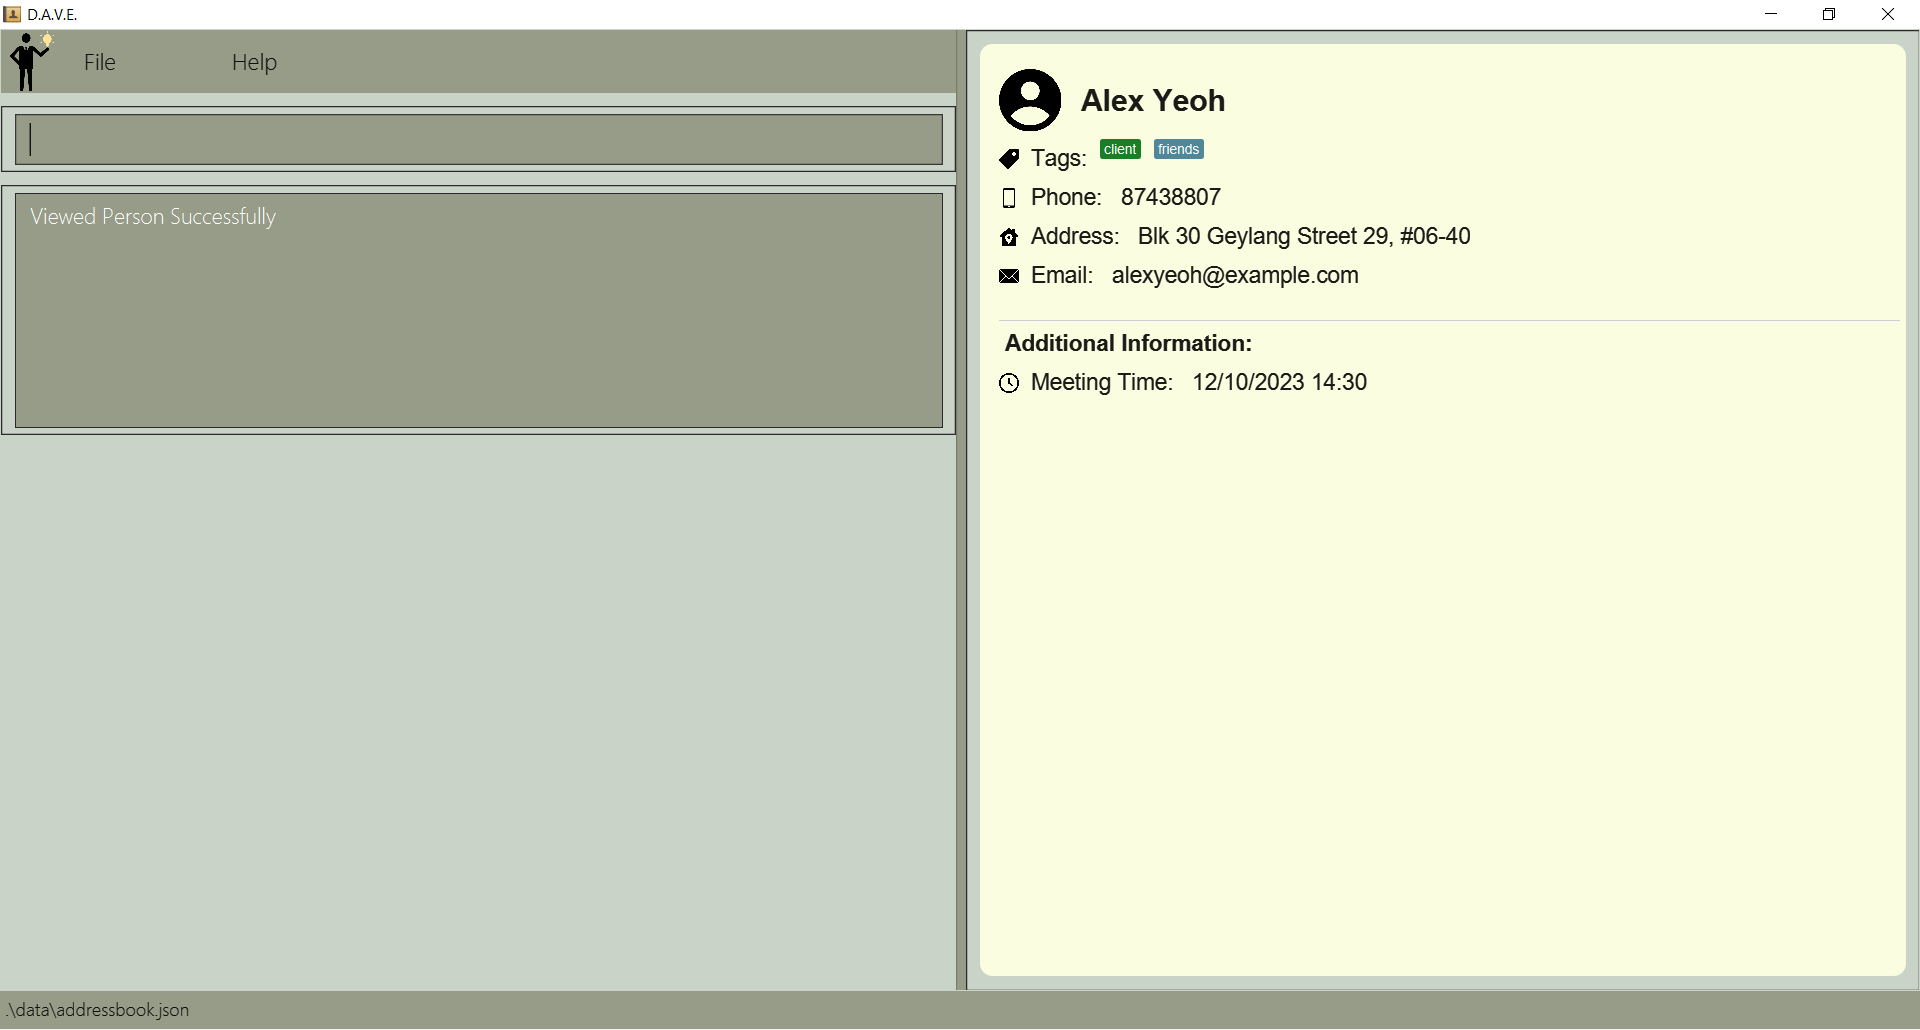 D.A.V.E.
File Help
Viewed Person Successfully
Alex Yeoh
Tags: client friends
Phone: 87438807
Address: Blk 30 Geylang Street 29, #06-40
Email: alexyeoh@example.com
Additional Information:
Meeting Time: 12/10/2023 14:30
.\data\addressbook.json